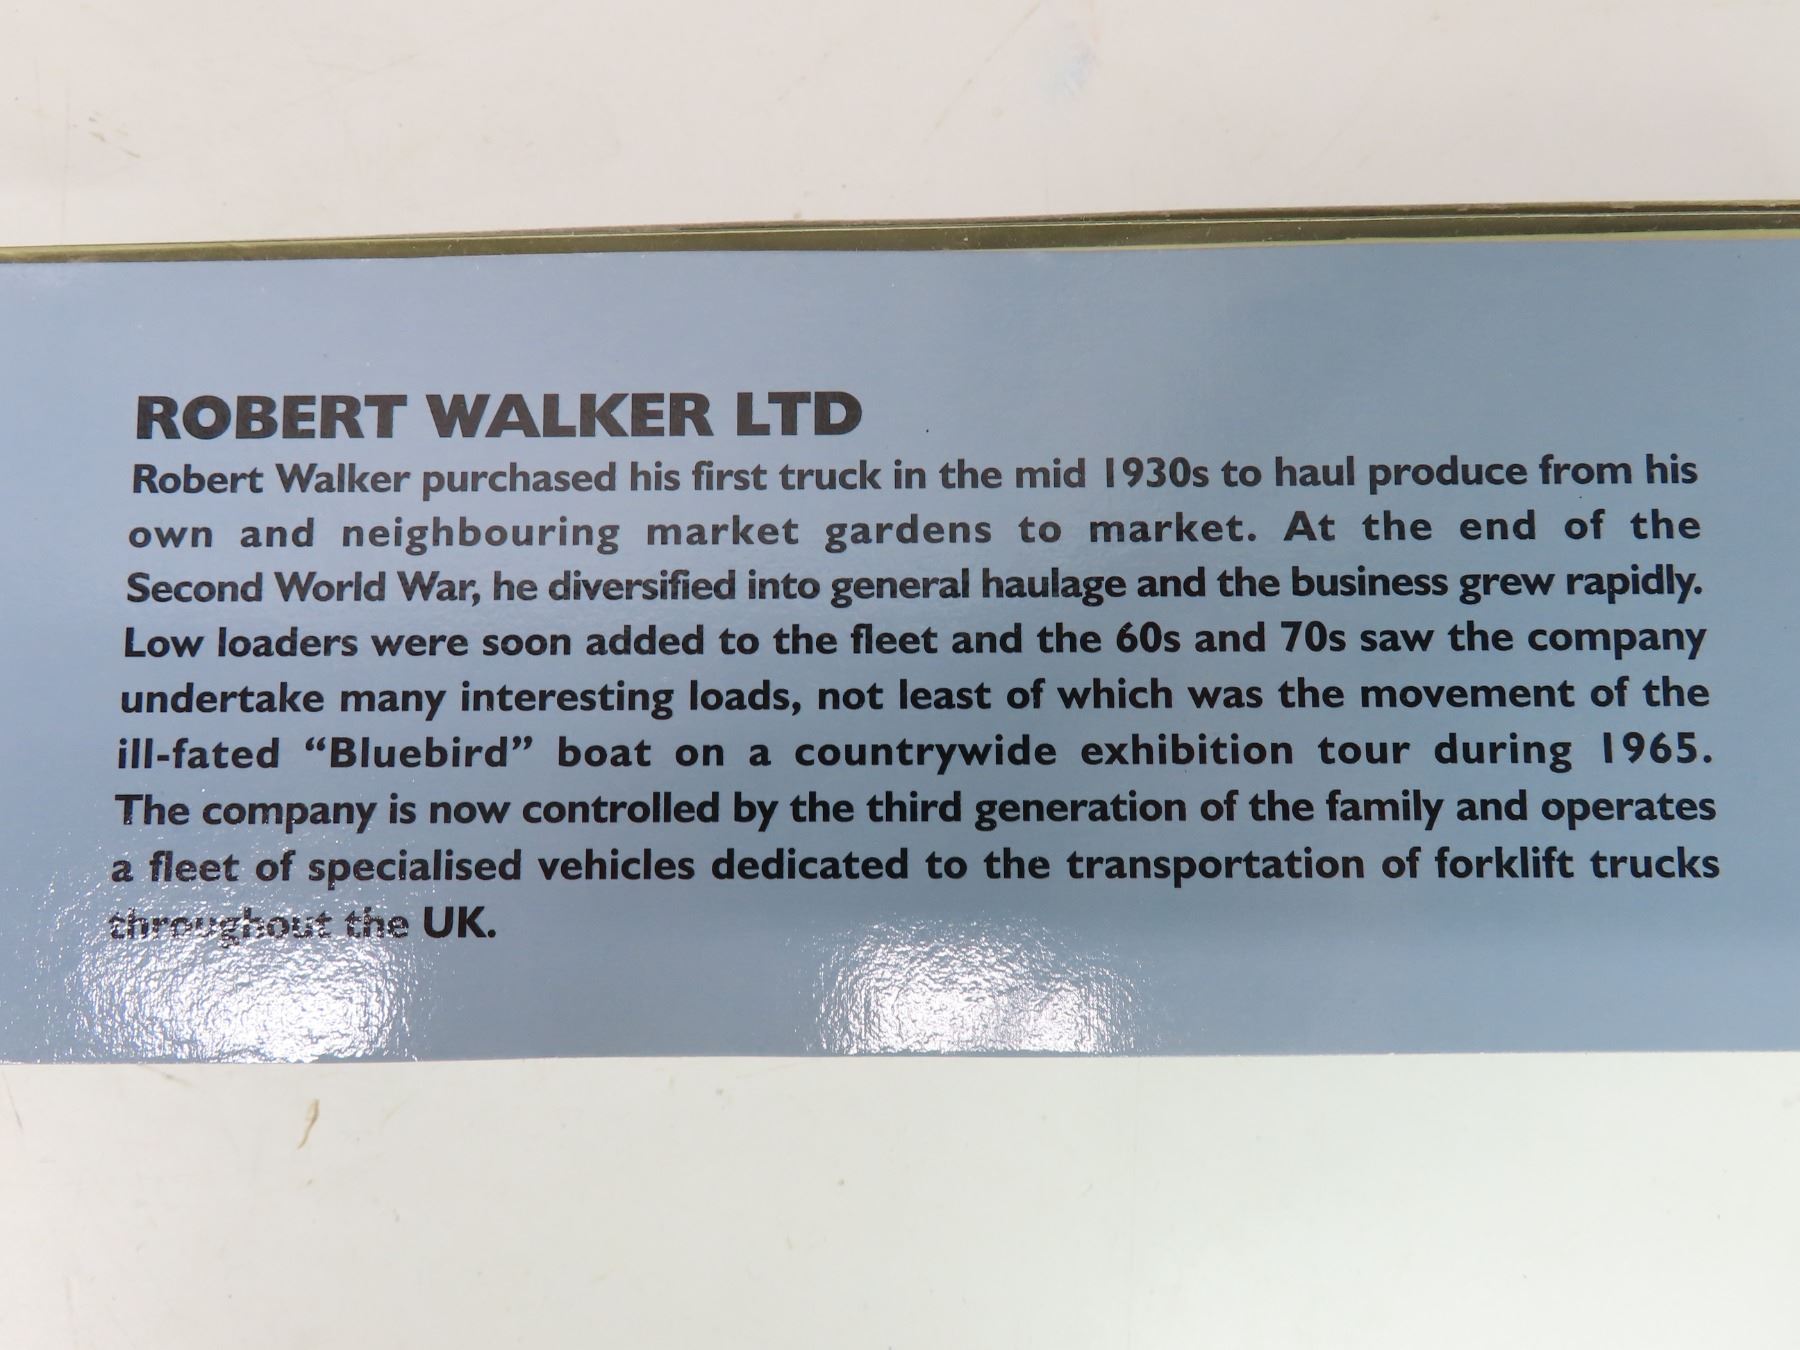 ROBERT WALKER LTD
Robert Walker purchased his first truck in the mid 1930s to haul produce from his
own and neighbouring market gardens to market. At the end of the
Second World War, he diversified into general haulage and the business grew rapidly.
Low loaders were soon added to the fleet and the 60s and 70s saw the company
undertake many interesting loads, not least of which was the movement of the
ill-fated “Bluebird” boat on a countrywide exhibition tour during 1965.
The company is now controlled by the third generation of the family and operates
a fleet of specialised vehicles dedicated to the transportation of forklift trucks
throughout the UK.